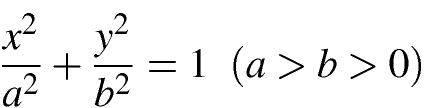 x²/a² + y²/b² = 1 (a > b > 0)